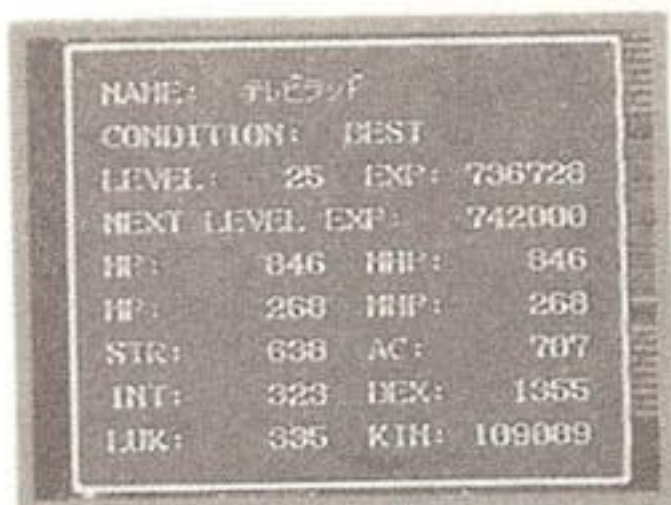 NAME: テレビランド
CONDITION: BEST
LEVEL: 25 EXP: 736728
NEXT LEVEL EXP: 742000
HP: 846 MHP: 846
MP: 268 MMP: 268
STR: 638 AC: 707
INT: 323 DEX: 1355
LUK: 335 KIH: 109089